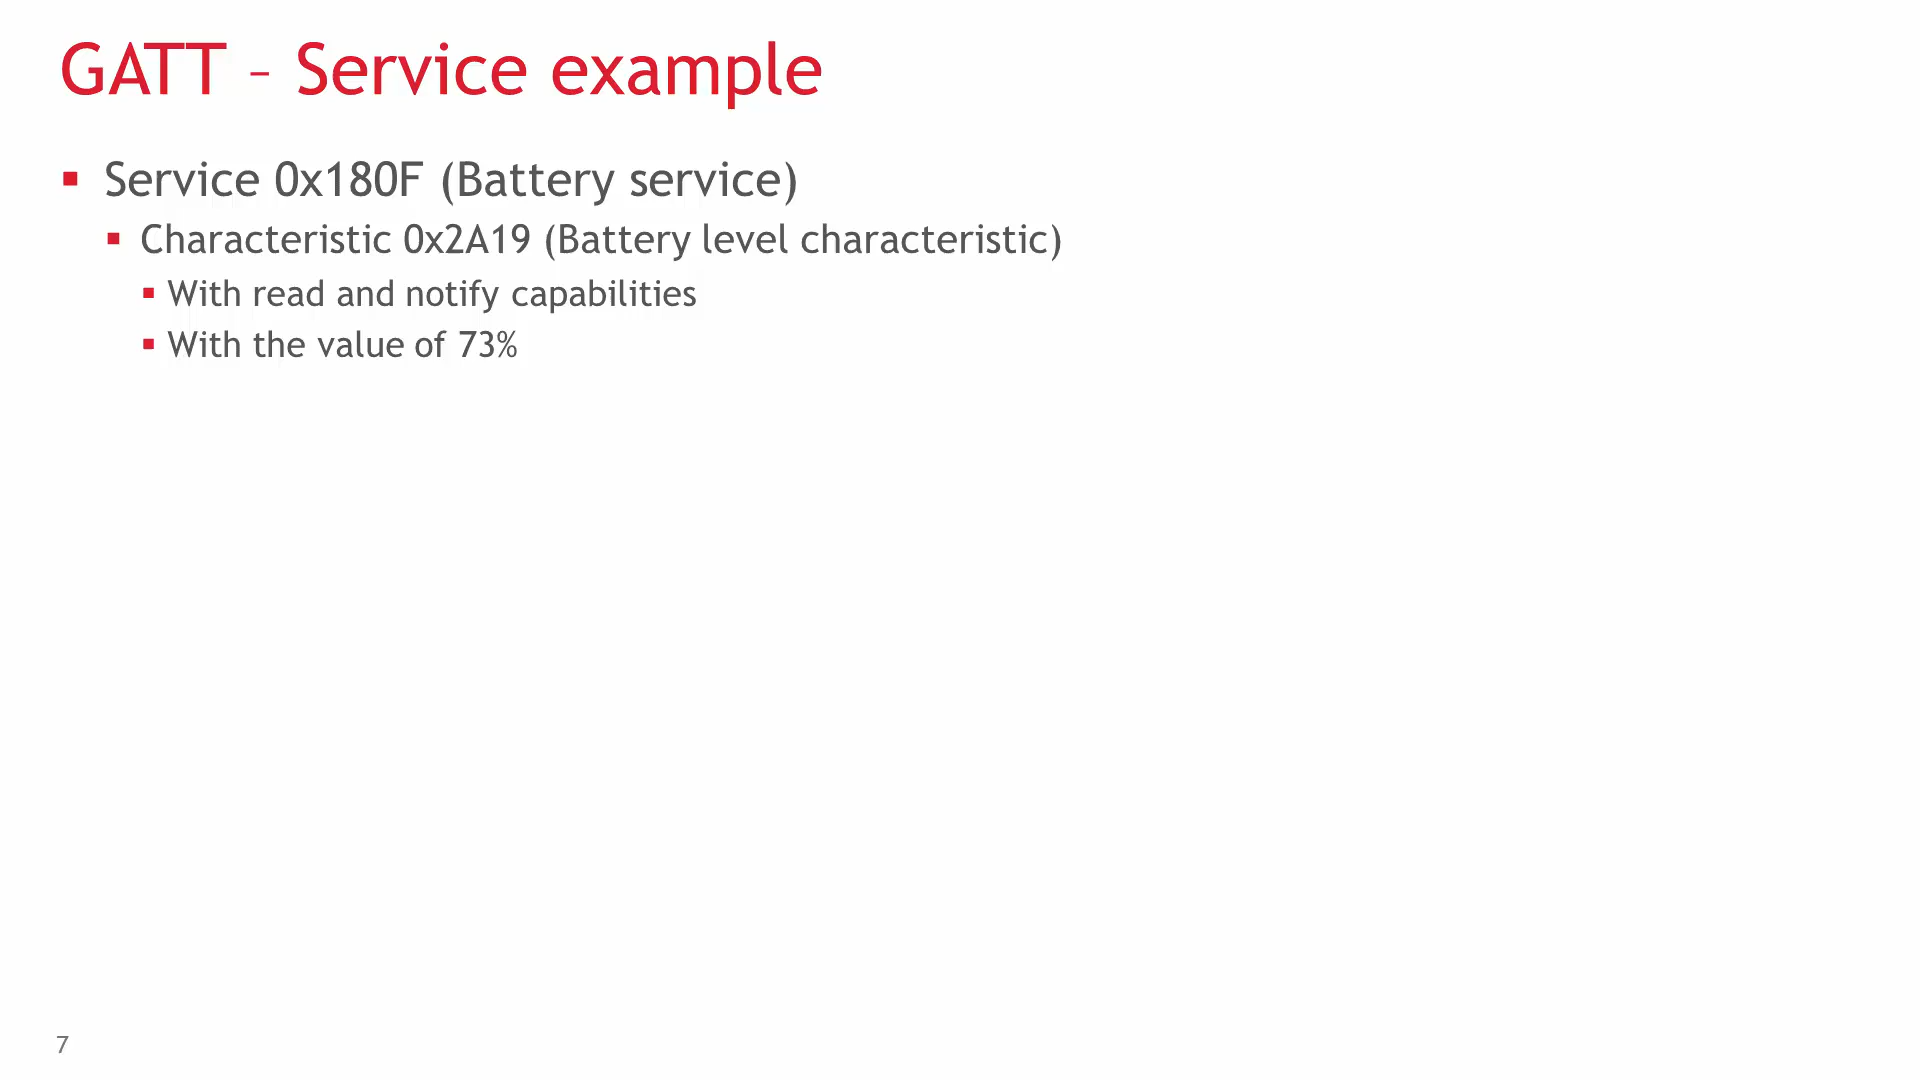 GATT – Service example
▪ Service 0x180F (Battery service)
▪ Characteristic 0x2A19 (Battery level characteristic)
▪ With read and notify capabilities
▪ With the value of 73%
7